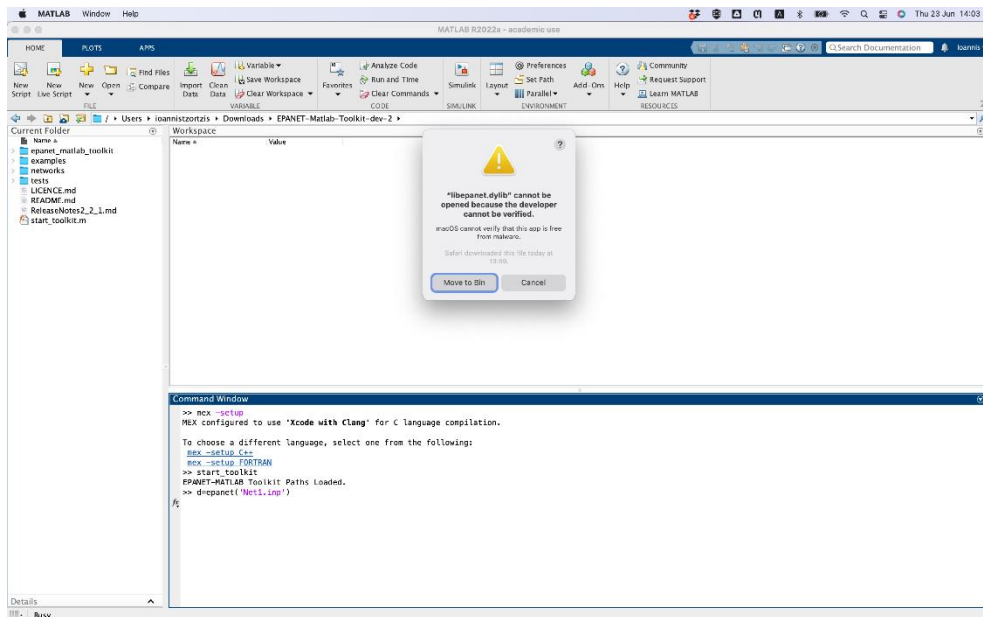 MATLAB Window Help
Thu 23 Jun 14:03
MATLAB R2022a - academic use
HOME PLOTS APPS
Search Documentation
Ioannis
New Script
New Live Script
New
Open
Find Files
Compare
Import Data
Clean Data
Variable
Save Workspace
Clear Workspace
Favorites
Analyze Code
Run and Time
Clear Commands
Simulink
Layout
Preferences
Set Path
Parallel
Add-Ons
Help
Community
Request Support
Learn MATLAB
FILE VARIABLE CODE SIMULINK ENVIRONMENT RESOURCES
/ Users ioannistzortzis Downloads EPANET-Matlab-Toolkit-dev-2
Current Folder
Name
epanet_matlab_toolkit
examples
networks
tests
LICENCE.md
README.md
ReleaseNotes2_2_1.md
start_toolkit.m
Details
Workspace
Name Value
?
"libepanet.dylib" cannot be
opened because the developer
cannot be verified.
macOS cannot verify that this app is free
from malware.
Safari downloaded this file today at
Move to Bin Cancel
Command Window
>> mex -setup
MEX configured to use 'Xcode with Clang' for C language compilation.
To choose a different language, select one from the following:
mex -setup C++
mex -setup FORTRAN
>> start_toolkit
EPANET-MATLAB Toolkit Paths Loaded.
>> d=epanet('Net1.inp')
fx
Busy